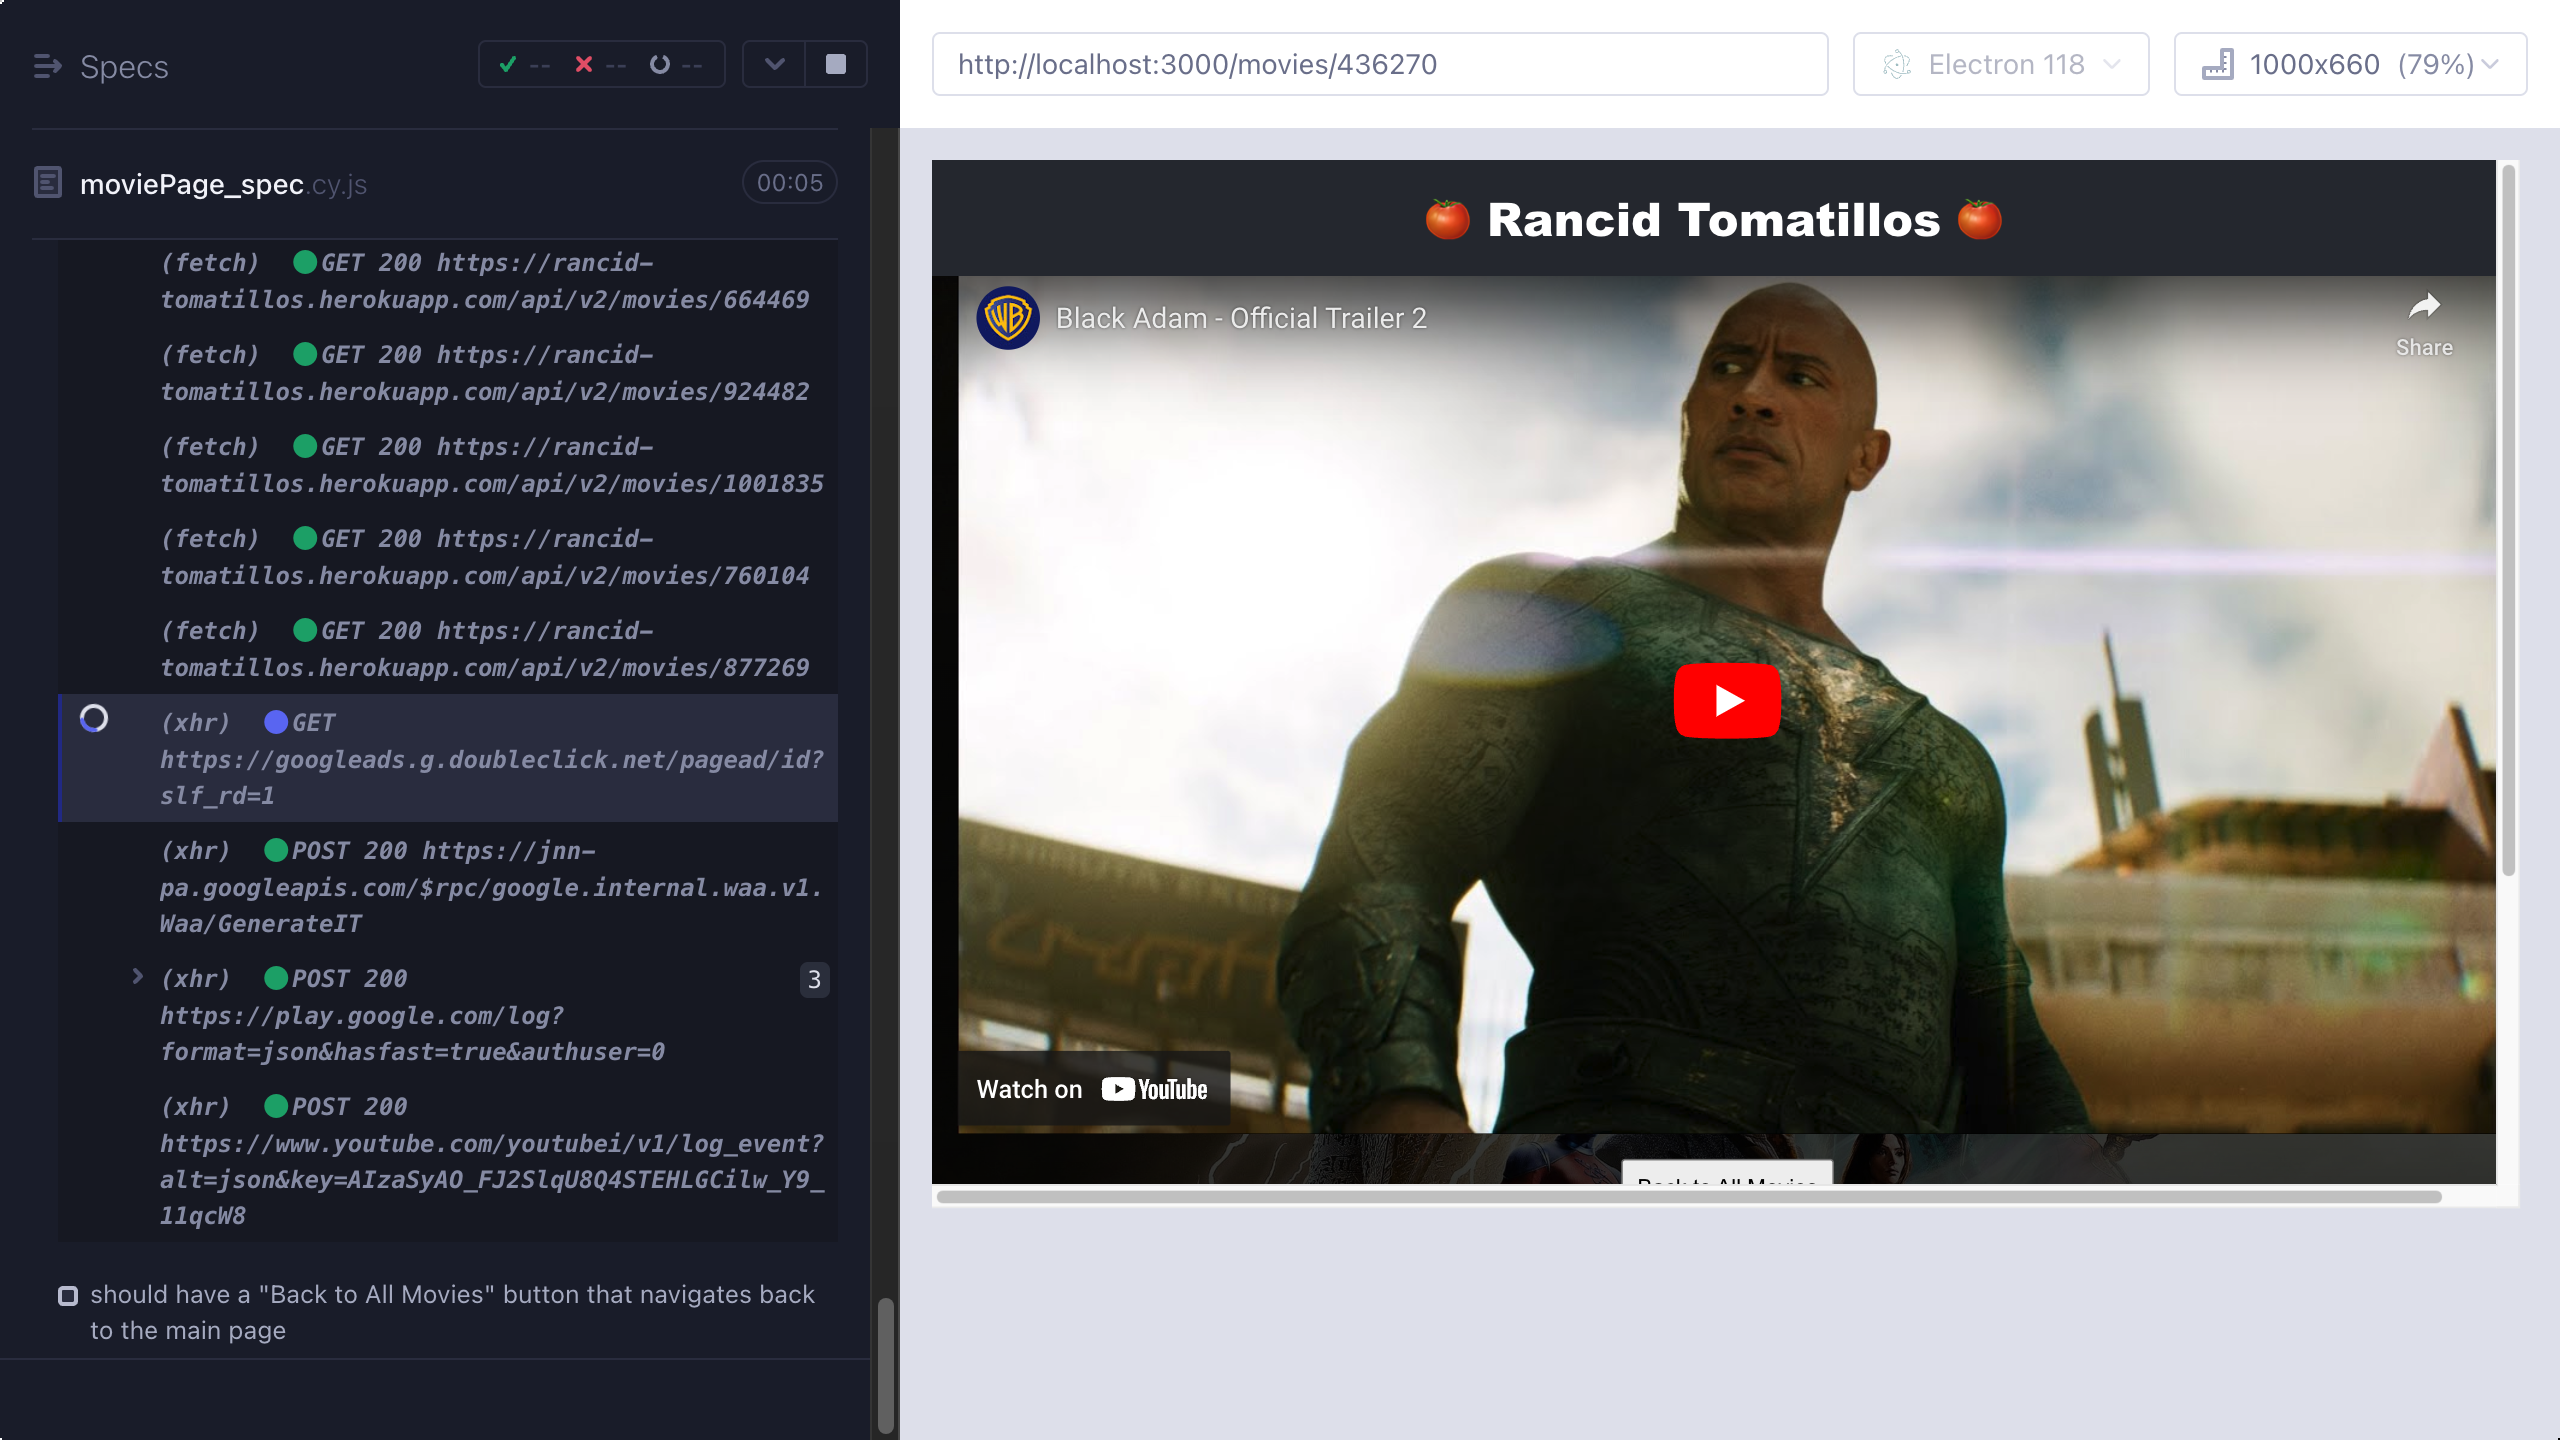 Specs
-- -- --
http://localhost:3000/movies/436270
Electron 118
1000x660 (79%)
moviePage_spec.cy.js
00:05
(fetch) GET 200 https://rancid-
tomatillos.herokuapp.com/api/v2/movies/664469
(fetch) GET 200 https://rancid-
tomatillos.herokuapp.com/api/v2/movies/924482
(fetch) GET 200 https://rancid-
tomatillos.herokuapp.com/api/v2/movies/1001835
(fetch) GET 200 https://rancid-
tomatillos.herokuapp.com/api/v2/movies/760104
(fetch) GET 200 https://rancid-
tomatillos.herokuapp.com/api/v2/movies/877269
(xhr) GET
https://googleads.g.doubleclick.net/pagead/id?
slf_rd=1
(xhr) POST 200 https://jnn-
pa.googleapis.com/$rpc/google.internal.waa.v1.
Waa/GenerateIT
(xhr) POST 200
3
https://play.google.com/log?
format=json&hasfast=true&authuser=0
(xhr) POST 200
https://www.youtube.com/youtubei/v1/log_event?
alt=json&key=AIzaSyAO_FJ2SlqU8Q4STEHLGCilw_Y9_
11qcW8
should have a "Back to All Movies" button that navigates back
to the main page
Rancid Tomatillos
WB
Black Adam - Official Trailer 2
Share
Watch on YouTube
Back to All Movies